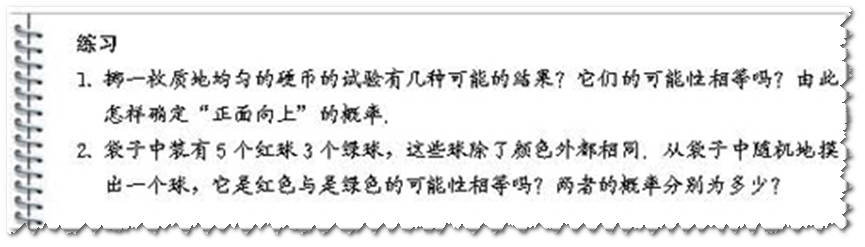 练习
1. 掷一枚质地均匀的硬币的试验有几种可能的结果？它们的可能性相等吗？由此
怎样确定“正面向上”的概率.
2. 袋子中装有5个红球3个绿球，这些球除了颜色外都相同. 从袋子中随机地摸
出一个球，它是红色与是绿色的可能性相等吗？两者的概率分别为多少？